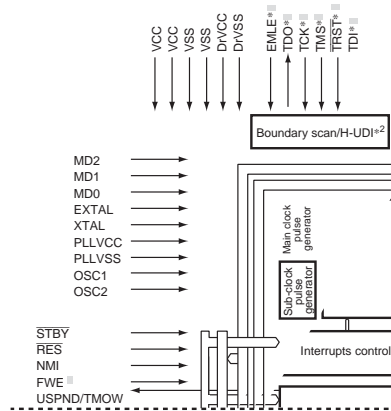 VCC
VCC
VSS
VSS
DrVCC
DrVSS
EMLE*
TDO*
TCK*
TMS*
TRST*
TDI*
Boundary scan/H-UDI*2
MD2
MD1
MD0
EXTAL
XTAL
PLLVCC
PLLVSS
OSC1
OSC2
Main clock
pulse
generator
Sub-clock
pulse
generator
STBY
RES
NMI
FWE
USPND/TMOW
Interrupts control